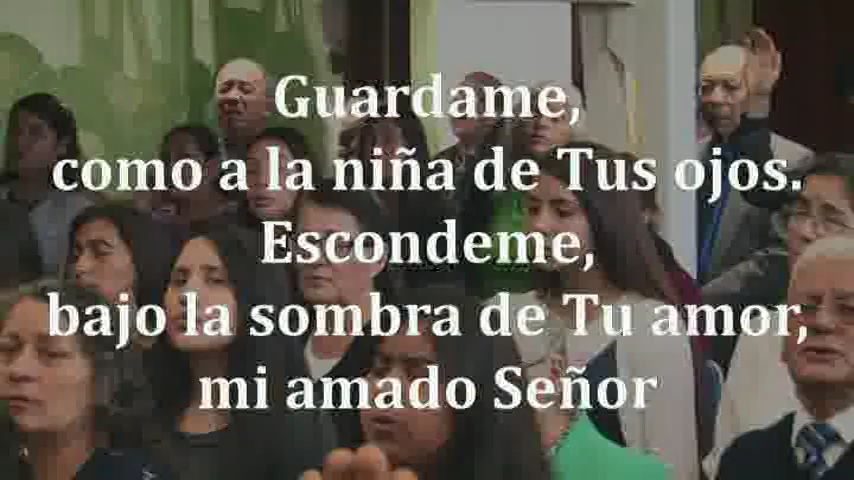 Guardame,
como a la niña de Tus ojos.
Escondeme,
bajo la sombra de Tu amor,
mi amado Señor